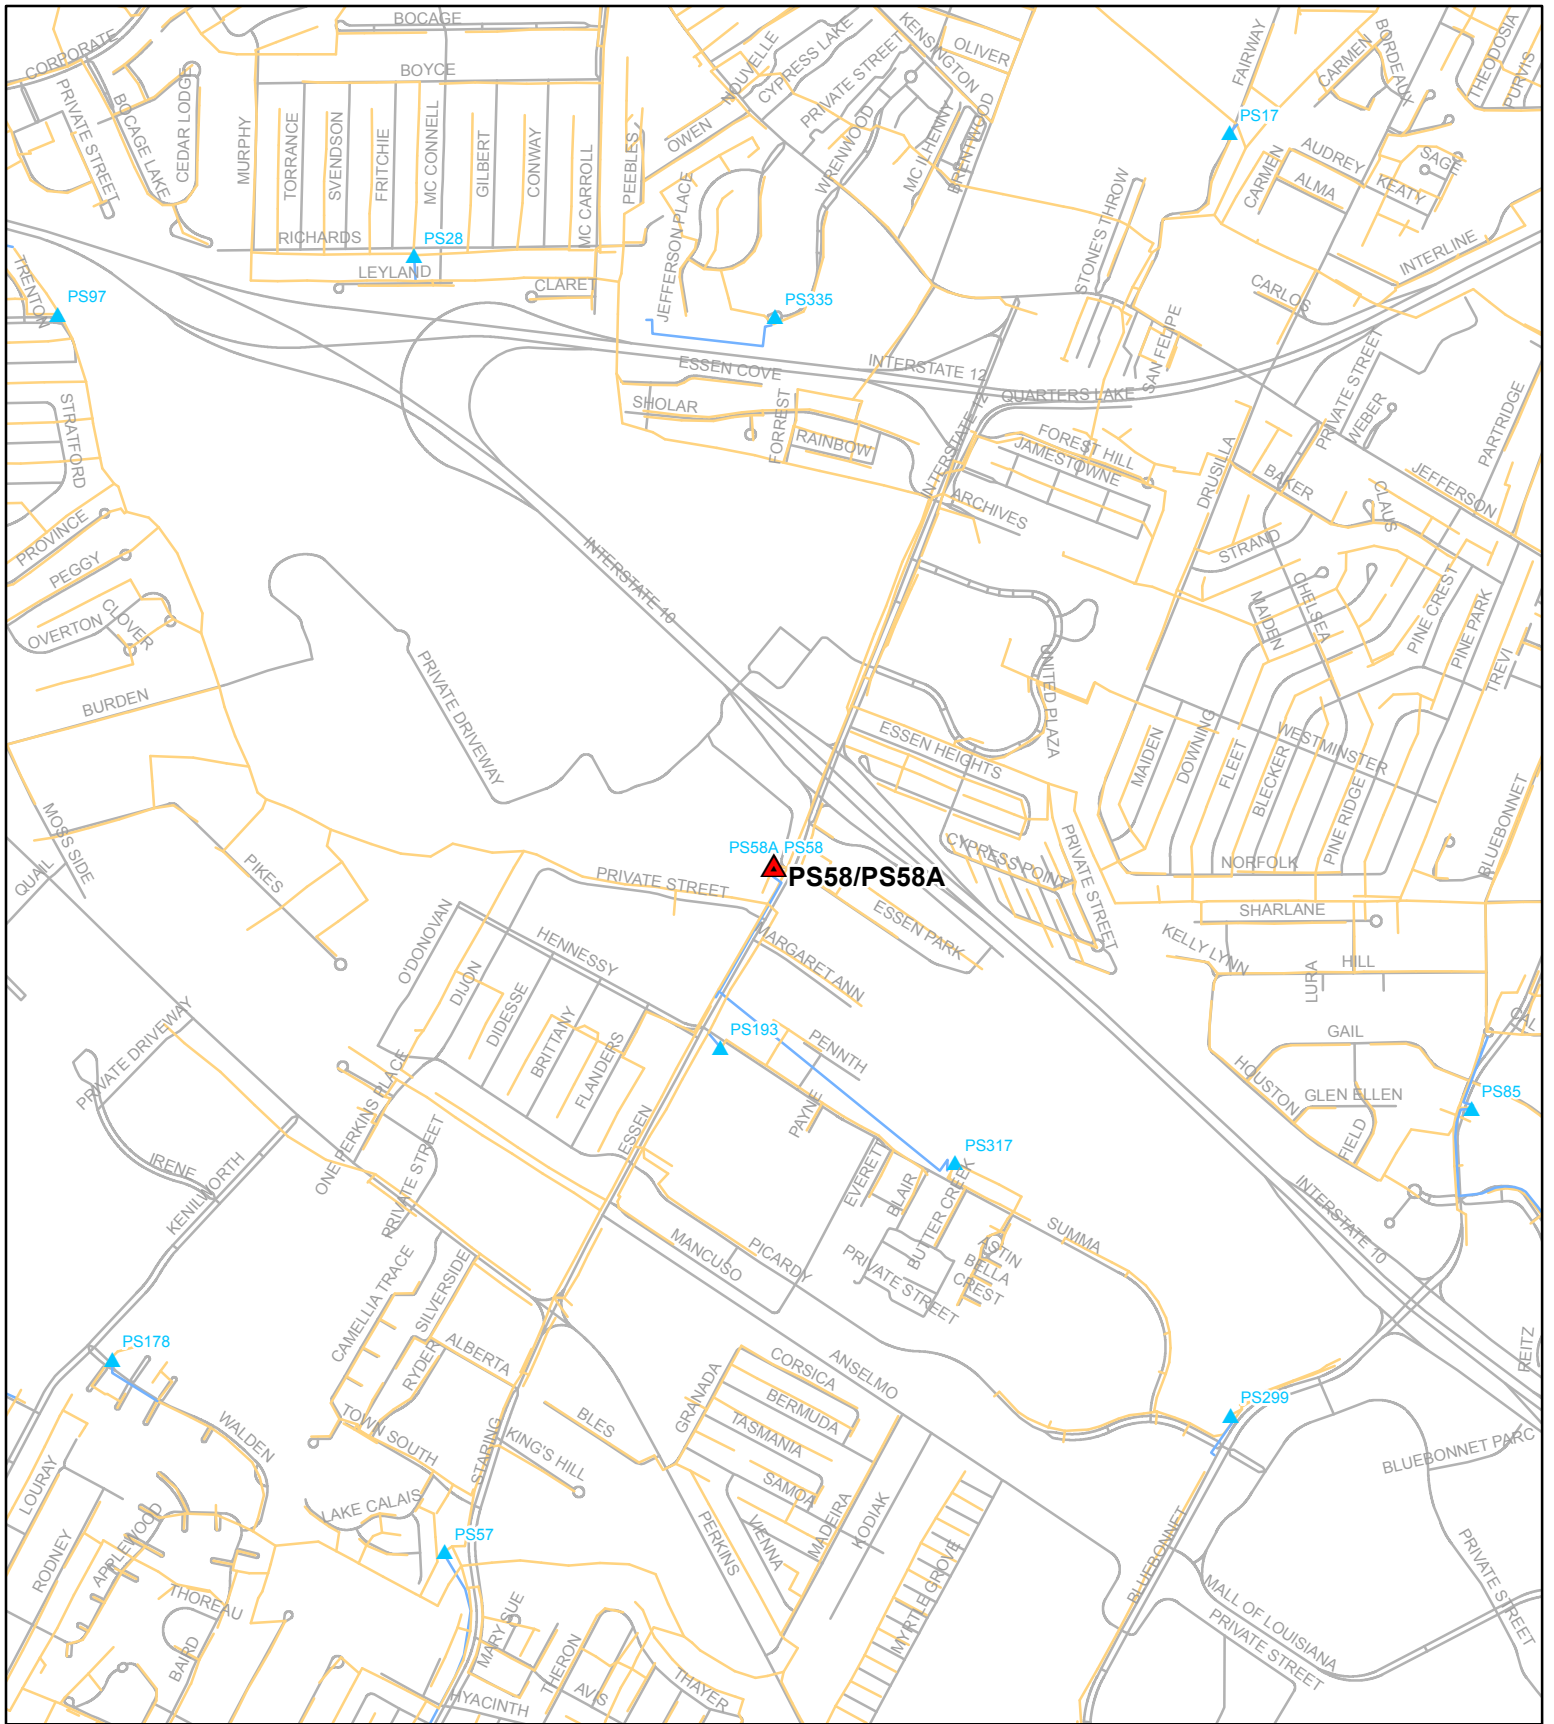 BOCAGE
CORPORATE
BOYCE
PRIVATE STREET
BOCAGE LAKE
CEDAR LODGE
MURPHY
TORRANCE
SVENDSON
FRITCHIE
MC CONNELL
GILBERT
CONWAY
MC CARROLL
PEEBLES
OWEN
NOUVELLE
CYPRESS LAKE
PRIVATE STREET
KENSINGTON
OLIVER
WRENWOOD
MC ILHENNY
BRENTWOOD
FAIRWAY
CARMEN
BORDEAUX
THEODOSIA
PURVIS
PS17
AUDREY
SAGE
CARMEN
ALMA
KEATY
RICHARDS
PS28
LEYLAND
CLARET
JEFFERSON PLACE
STONE'S THROW
INTERLINE
CARLOS
TRENTON
PS97
PS335
SAN FELIPE
ESSEN COVE
INTERSTATE 12
QUARTERS LAKE
PRIVATE STREET
WEBER
PARTRIDGE
STRATFORD
SHOLAR
FORREST
RAINBOW
INTERSTATE 12
FOREST HILL
JAMESTOWNE
ARCHIVES
DRUSILLA
BAKER
CLAUS
JEFFERSON
PROVINCE
PEGGY
OVERTON
CLOVER
INTERSTATE 10
STRAND
MAIDEN
CHELSEA
PINE CREST
PINE PARK
TREVI
BURDEN
PRIVATE DRIVEWAY
UNITED PLAZA
ESSEN HEIGHTS
MAIDEN
DOWNING
FLEET
BLECKER
WESTMINSTER
PINE RIDGE
BLUEBONNET
MOSS SIDE
QUAIL
PIKES
PS58A PS58
PS58/PS58A
CYPRESS POINT
PRIVATE STREET
NORFOLK
PRIVATE STREET
ESSEN PARK
SHARLANE
O'DONOVAN
HENNESSY
MARGARET ANN
KELLY LYNN
HILL
LURA
DIJON
DIDESSE
BRITTANY
FLANDERS
PS193
PENNTH
GAIL
CAL
PRIVATE DRIVEWAY
HOUSTON
GLEN ELLEN
PS85
ONE PERKINS PLACE
PAYNE
ESSEN
FIELD
IRENE
KENILWORTH
PRIVATE STREET
EVERETT
BLAIR
PS317
BUTTER CREEK
INTERSTATE 10
SUMMA
MANCUSO
PICARDY
PRIVATE STREET
ASTIN
BELLA
CREST
CAMELLIA TRACE
SILVERSIDE
RYDER
ALBERTA
PS178
REITZ
ANSELMO
CORSICA
BERMUDA
GRANADA
TASMANIA
SAMOA
VIENNA
MADEIRA
KODIAK
PS299
BLUEBONNET PARC
WALDEN
TOWN SOUTH
STARING
BLES
KING'S HILL
LOURAY
LAKE CALAIS
PS57
PERKINS
MYRTLE GROVE
BLUEBONNET
PRIVATE STREET
RODNEY
APPLEWOOD
THOREAU
BAIRD
MARY SUE
THERON
AVIS
THAYER
HYACINTH
MALL OF LOUISIANA
PRIVATE STREET